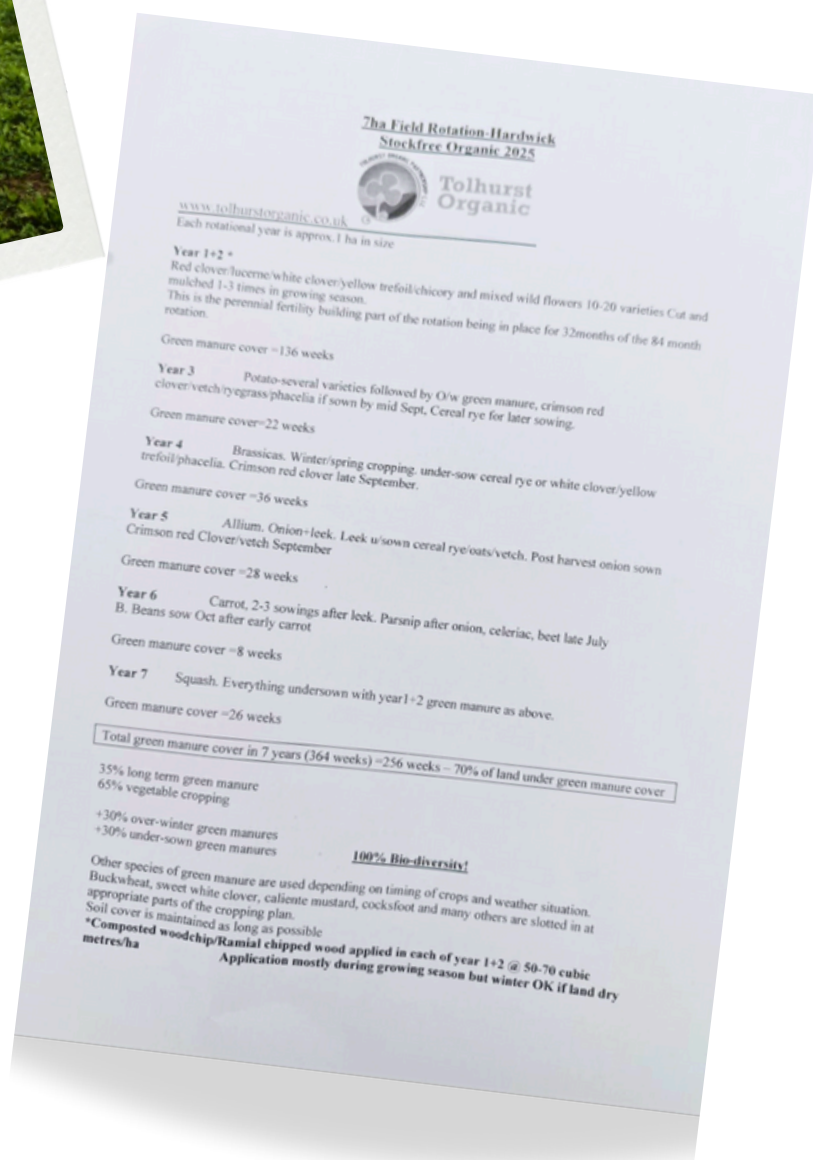 7ha Field Rotation-Hardwick
Stockfree Organic 2025
Tolhurst
Organic
www.tolhurstorganic.co.uk
Each rotational year is approx.1 ha in size
Year 1+2 *
Red clover/lucerne/white clover/yellow trefoil/chicory and mixed wild flowers 10-20 varieties Cut and
mulched 1-3 times in growing season.
This is the perennial fertility building part of the rotation being in place for 32months of the 84 month
rotation.
Green manure cover =136 weeks
Year 3 Potato-several varieties followed by O/w green manure, crimson red
clover/vetch/ryegrass/phacelia if sown by mid Sept, Cereal rye for later sowing.
Green manure cover=22 weeks
Year 4 Brassicas. Winter/spring cropping. under-sow cereal rye or white clover/yellow
trefoil/phacelia. Crimson red clover late September.
Green manure cover =36 weeks
Year 5 Allium. Onion+leek. Leek u/sown cereal rye/oats/vetch. Post harvest onion sown
Crimson red Clover/vetch September
Green manure cover =28 weeks
Year 6 Carrot, 2-3 sowings after leek. Parsnip after onion, celeriac, beet late July
B. Beans sow Oct after early carrot
Green manure cover =8 weeks
Year 7 Squash. Everything undersown with year1+2 green manure as above.
Green manure cover =26 weeks
Total green manure cover in 7 years (364 weeks) =256 weeks – 70% of land under green manure cover
35% long term green manure
65% vegetable cropping
+30% over-winter green manures
+30% under-sown green manures
100% Bio-diversity!
Other species of green manure are used depending on timing of crops and weather situation.
Buckwheat, sweet white clover, caliente mustard, cocksfoot and many others are slotted in at
appropriate parts of the cropping plan.
Soil cover is maintained as long as possible
*Composted woodchip/Ramial chipped wood applied in each of year 1+2 @ 50-70 cubic
metres/ha
Application mostly during growing season but winter OK if land dry